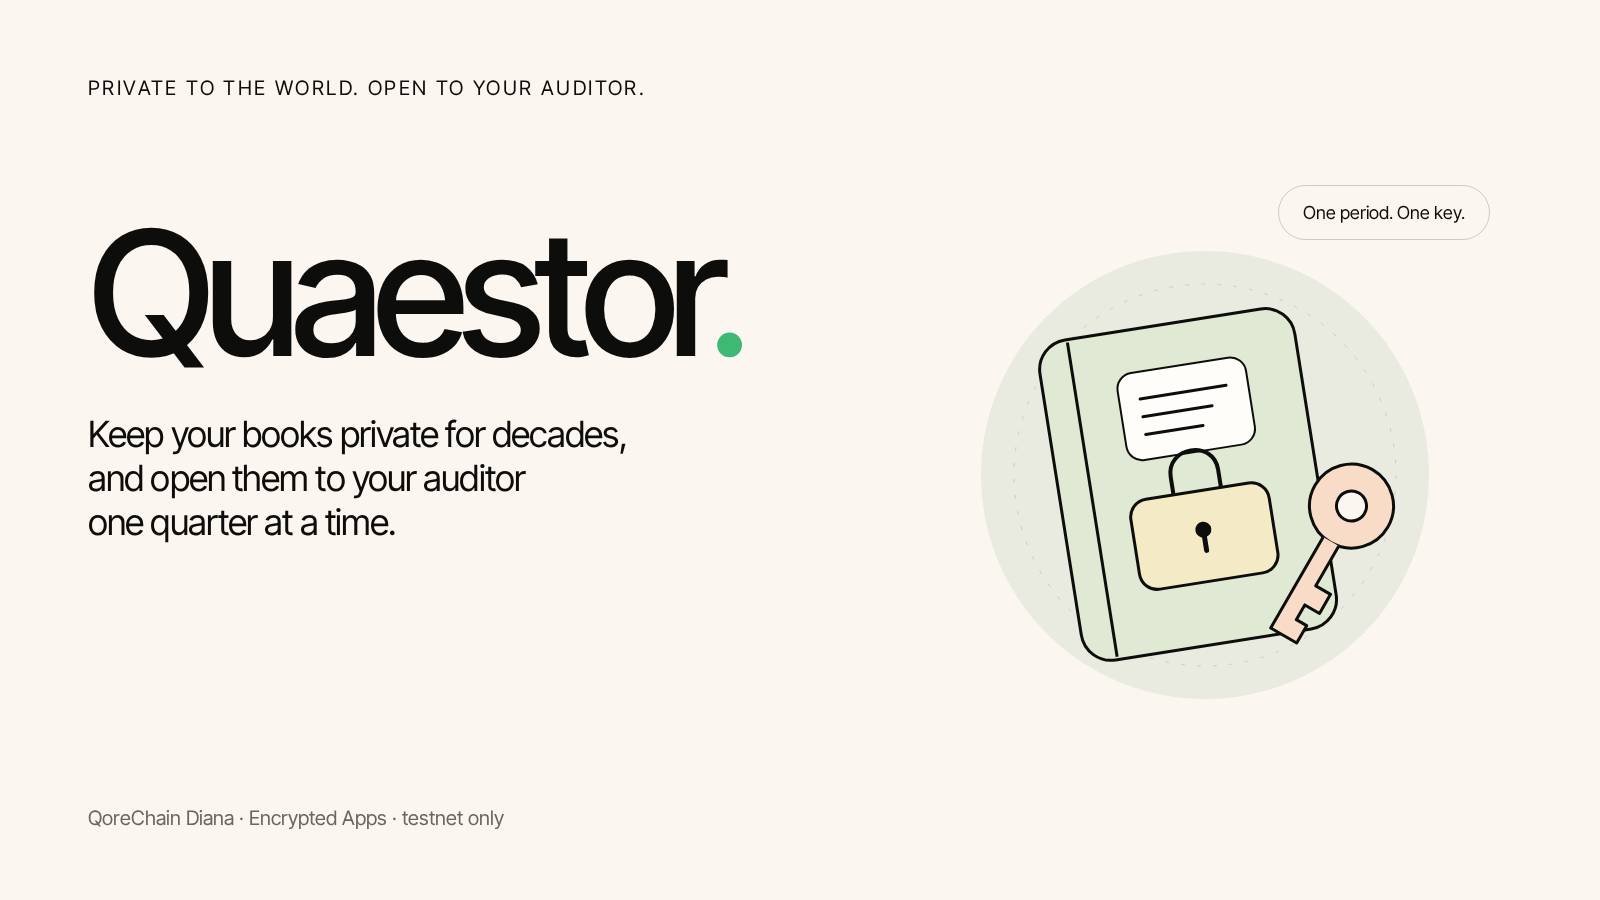 PRIVATE TO THE WORLD. OPEN TO YOUR AUDITOR.
One period. One key.
Quaestor.
Keep your books private for decades,
and open them to your auditor
one quarter at a time.
QoreChain Diana · Encrypted Apps · testnet only